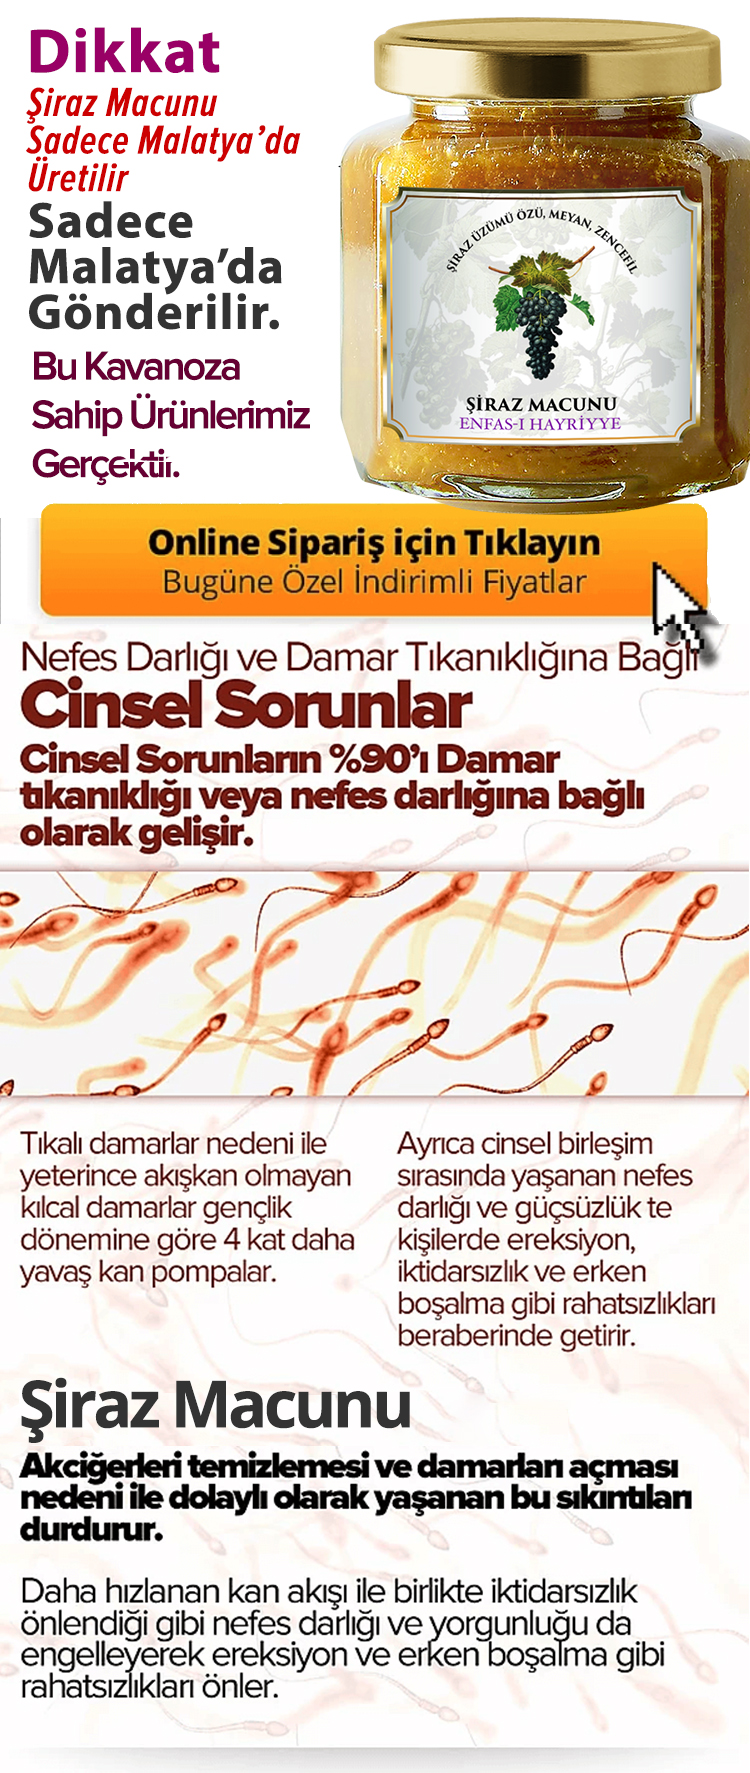 Dikkat
Şiraz Macunu
Sadece Malatya'da
Üretilir
Sadece
Malatya'da
Gönderilir.
Bu Kavanoza
Sahip Ürünlerimiz
Gerçektir.
ŞİRAZ ÜZÜMÜ ÖZÜ, MEYAN, ZENCEFİL
ŞİRAZ MACUNU
ENFAS-I HAYRİYYE
Online Sipariş için Tıklayın
Bugüne Özel İndirimli Fiyatlar
Nefes Darlığı ve Damar Tıkanıklığına Bağlı
Cinsel Sorunlar
Cinsel Sorunların %90'ı Damar
tıkanıklığı veya nefes darlığına bağlı
olarak gelişir.
Tıkalı damarlar nedeni ile
yeterince akışkan olmayan
kılcal damarlar gençlik
dönemine göre 4 kat daha
yavaş kan pompalar.
Ayrıca cinsel birleşim
sırasında yaşanan nefes
darlığı ve güçsüzlük te
kişilerde ereksiyon,
iktidarsızlık ve erken
boşalma gibi rahatsızlıkları
beraberinde getirir.
Şiraz Macunu
Akciğerleri temizlemesi ve damarları açması
nedeni ile dolaylı olarak yaşanan bu sıkıntıları
durdurur.
Daha hızlanan kan akışı ile birlikte iktidarsızlık
önlendiği gibi nefes darlığı ve yorgunluğu da
engelleyerek ereksiyon ve erken boşalma gibi
rahatsızlıkları önler.